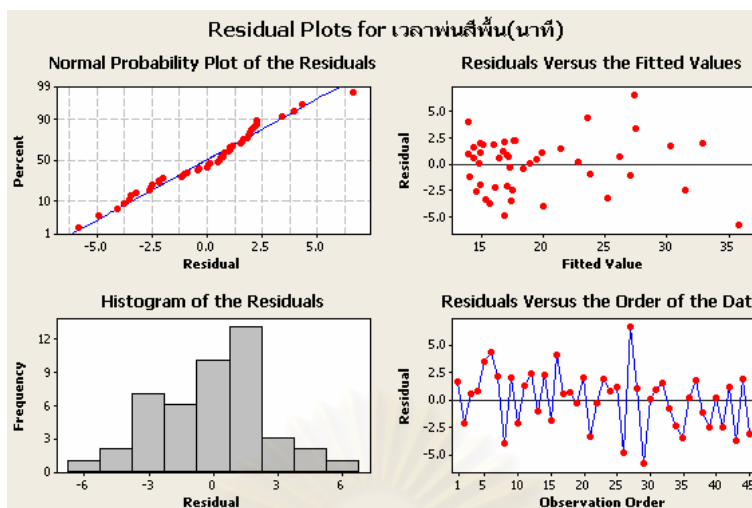 Residual Plots for เวลาพ่นสีพื้น(นาที)
Normal Probability Plot of the Residuals
99
90
50
10
1
Percent
-5.0 -2.5 0.0 2.5 5.0
Residual
Residuals Versus the Fitted Values
5.0
2.5
0.0
-2.5
-5.0
Residual
15 20 25 30 35
Fitted Value
Histogram of the Residuals
12
9
6
3
0
Frequency
-6 -3 0 3 6
Residual
Residuals Versus the Order of the Dat
5.0
2.5
0.0
-2.5
-5.0
Residual
1 5 10 15 20 25 30 35 40 45
Observation Order